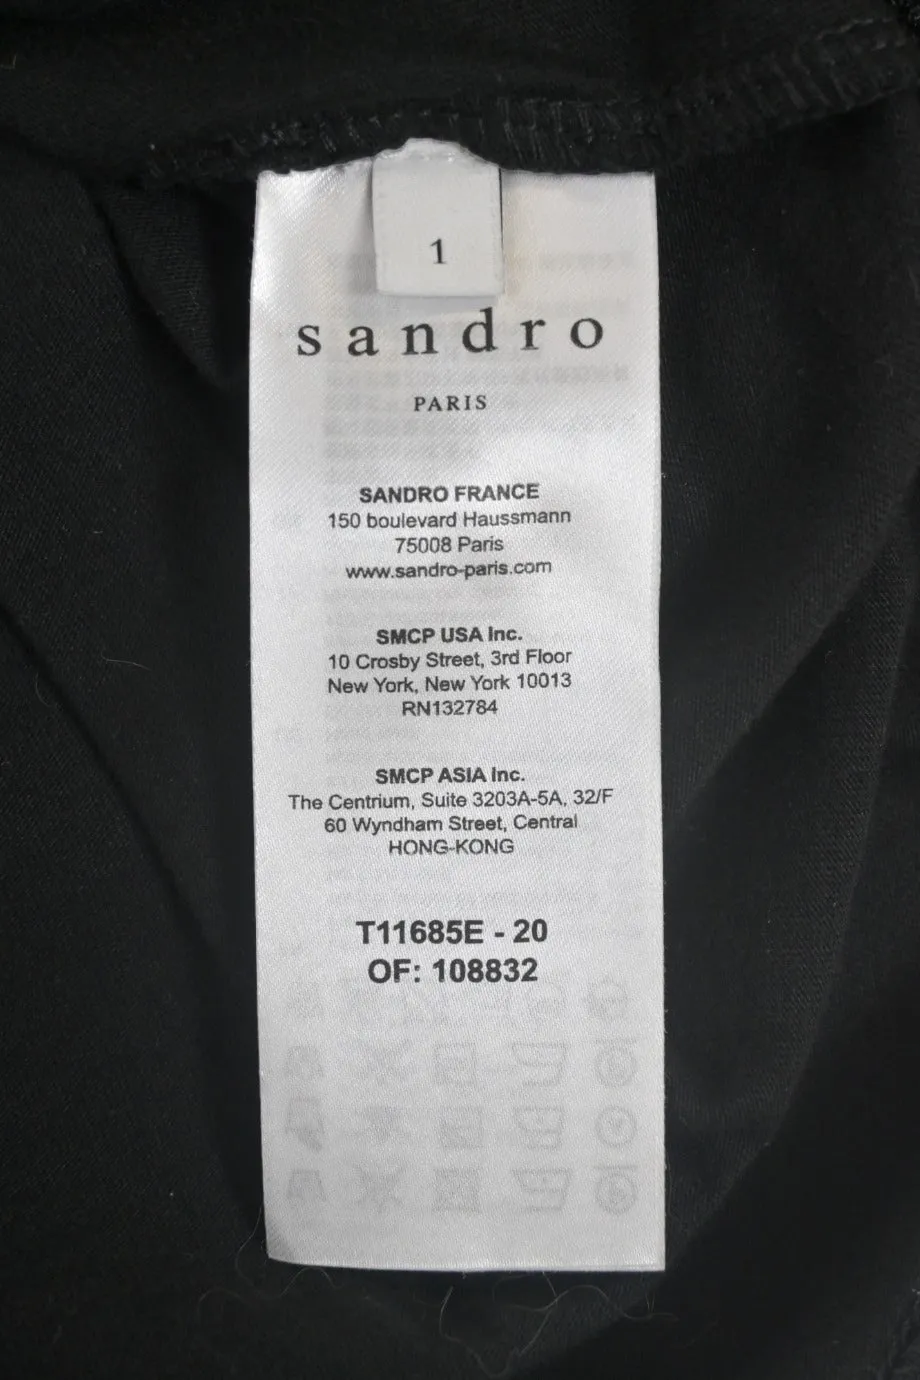 1
sandro
PARIS
SANDRO FRANCE
150 boulevard Haussmann
75008 Paris
www.sandro-paris.com
SMCP USA Inc.
10 Crosby Street, 3rd Floor
New York, New York 10013
RN132784
SMCP ASIA Inc.
The Centrium, Suite 3203A-5A, 32/F
60 Wyndham Street, Central
HONG-KONG
T11685E - 20
OF: 108832